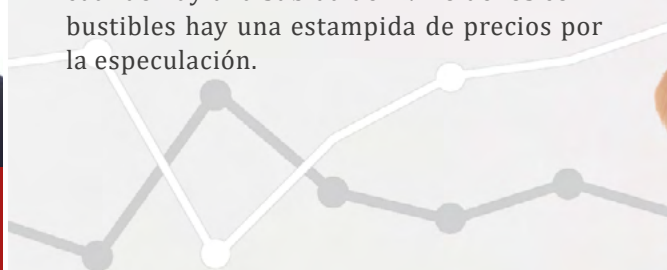 bustibles hay una estampida de precios por
la especulación.